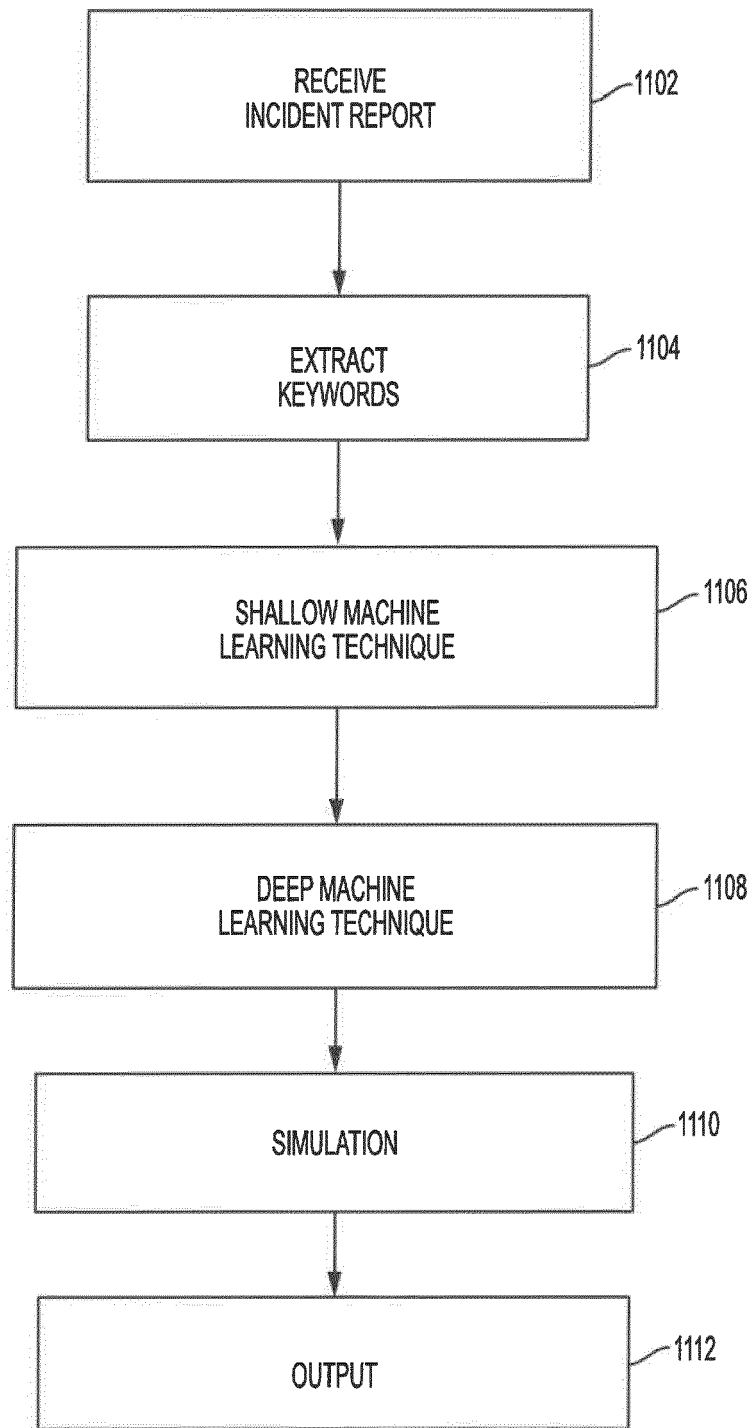 RECEIVE
INCIDENT REPORT
1102
EXTRACT
KEYWORDS
1104
SHALLOW MACHINE
LEARNING TECHNIQUE
1106
DEEP MACHINE
LEARNING TECHNIQUE
1108
SIMULATION
1110
OUTPUT
1112